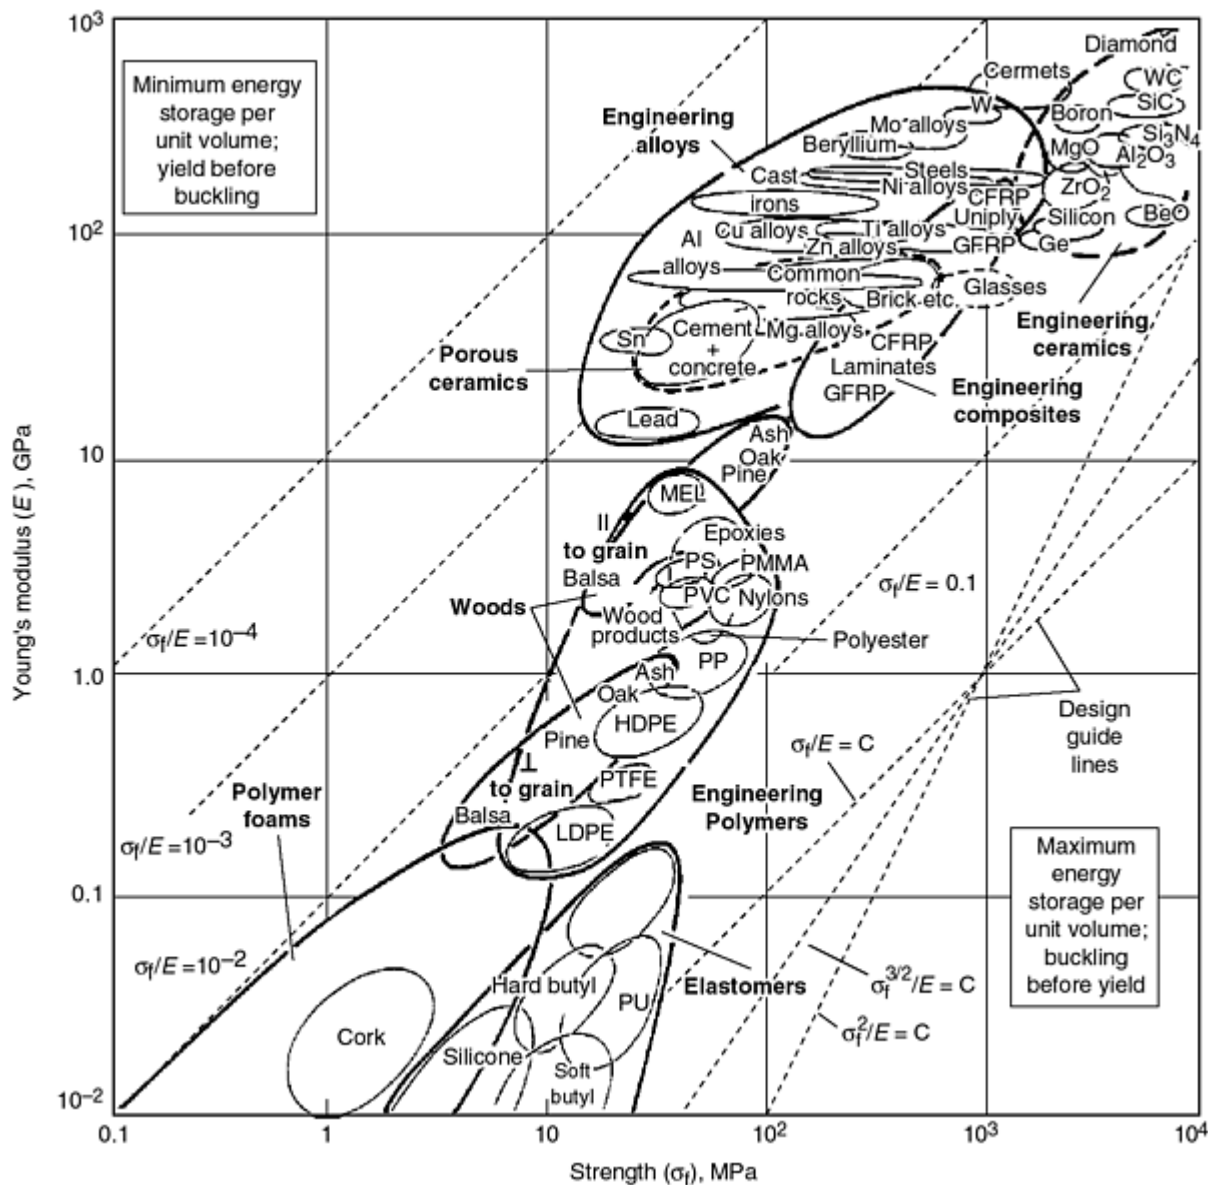 10³
10²
10
1.0
0.1
10⁻²
Young's modulus (E), GPa
0.1
1
10
10²
10³
10⁴
Strength (σf), MPa
Minimum energy
storage per
unit volume;
yield before
buckling
Engineering
alloys
Diamond
Cermets
WC
W
Boron
SiC
Mo alloys
Si₃N₄
Beryllium
MgO
Al₂O₃
Cast
irons
Steels
Ni alloys
CFRP
Uniply
GFRP
ZrO₂
Silicon
BeO
Ge
Al
alloys
Cu alloys
Ti alloys
Zn alloys
Common
rocks
Brick etc.
Glasses
Engineering
ceramics
Sn
Cement
+
concrete
Mg alloys
CFRP
Laminates
GFRP
Porous
ceramics
Engineering
composites
Lead
Ash
Oak
Pine
MEL
II
to grain
Balsa
Epoxies
PS
PMMA
PVC
Nylons
Woods
Wood
products
Polyester
PP
Ash
Oak
HDPE
Pine
⊥
to grain
PTFE
Balsa
LDPE
Polymer
foams
Engineering
Polymers
σf/E = 10⁻⁴
σf/E = 10⁻³
σf/E = 10⁻²
σf/E = 0.1
σf/E = C
Design
guide
lines
Maximum
energy
storage per
unit volume;
buckling
before yield
σf³/²/E = C
σf²/E = C
Elastomers
Hard butyl
PU
Cork
Silicone
Soft
butyl